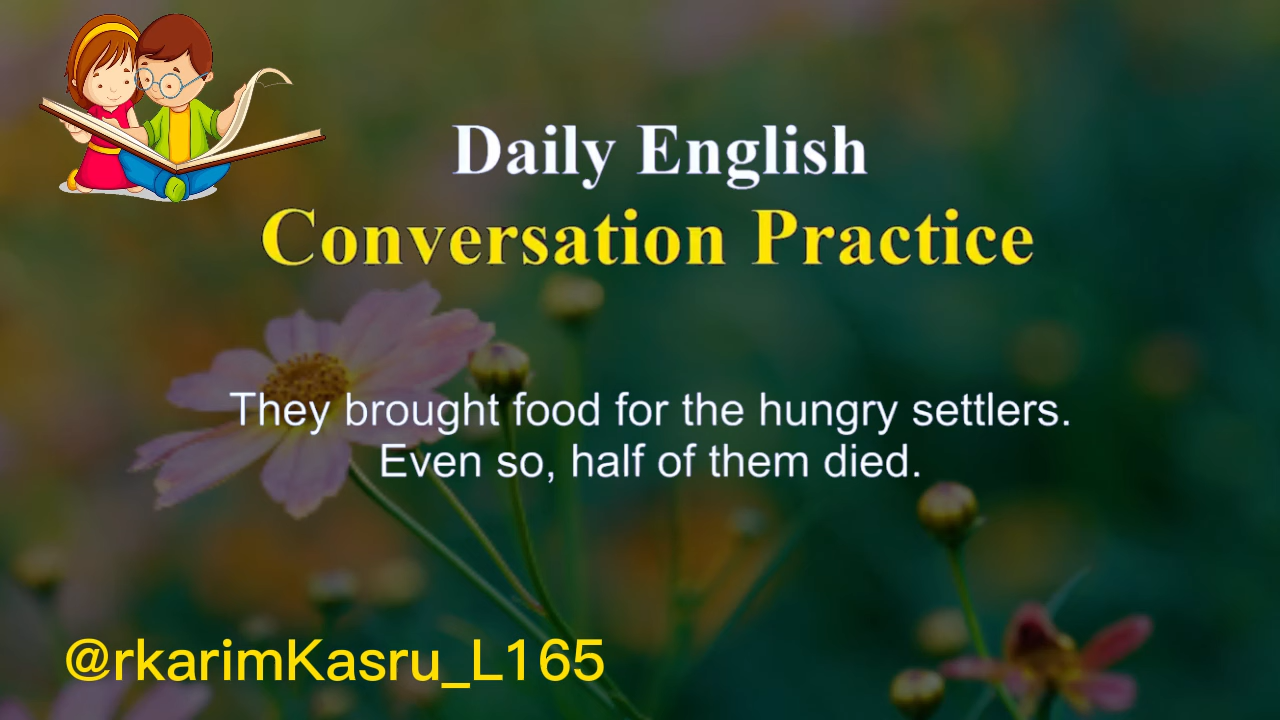 Daily English
Conversation Practice
They brought food for the hungry settlers.
Even so, half of them died.
@rkarimKasru_L165